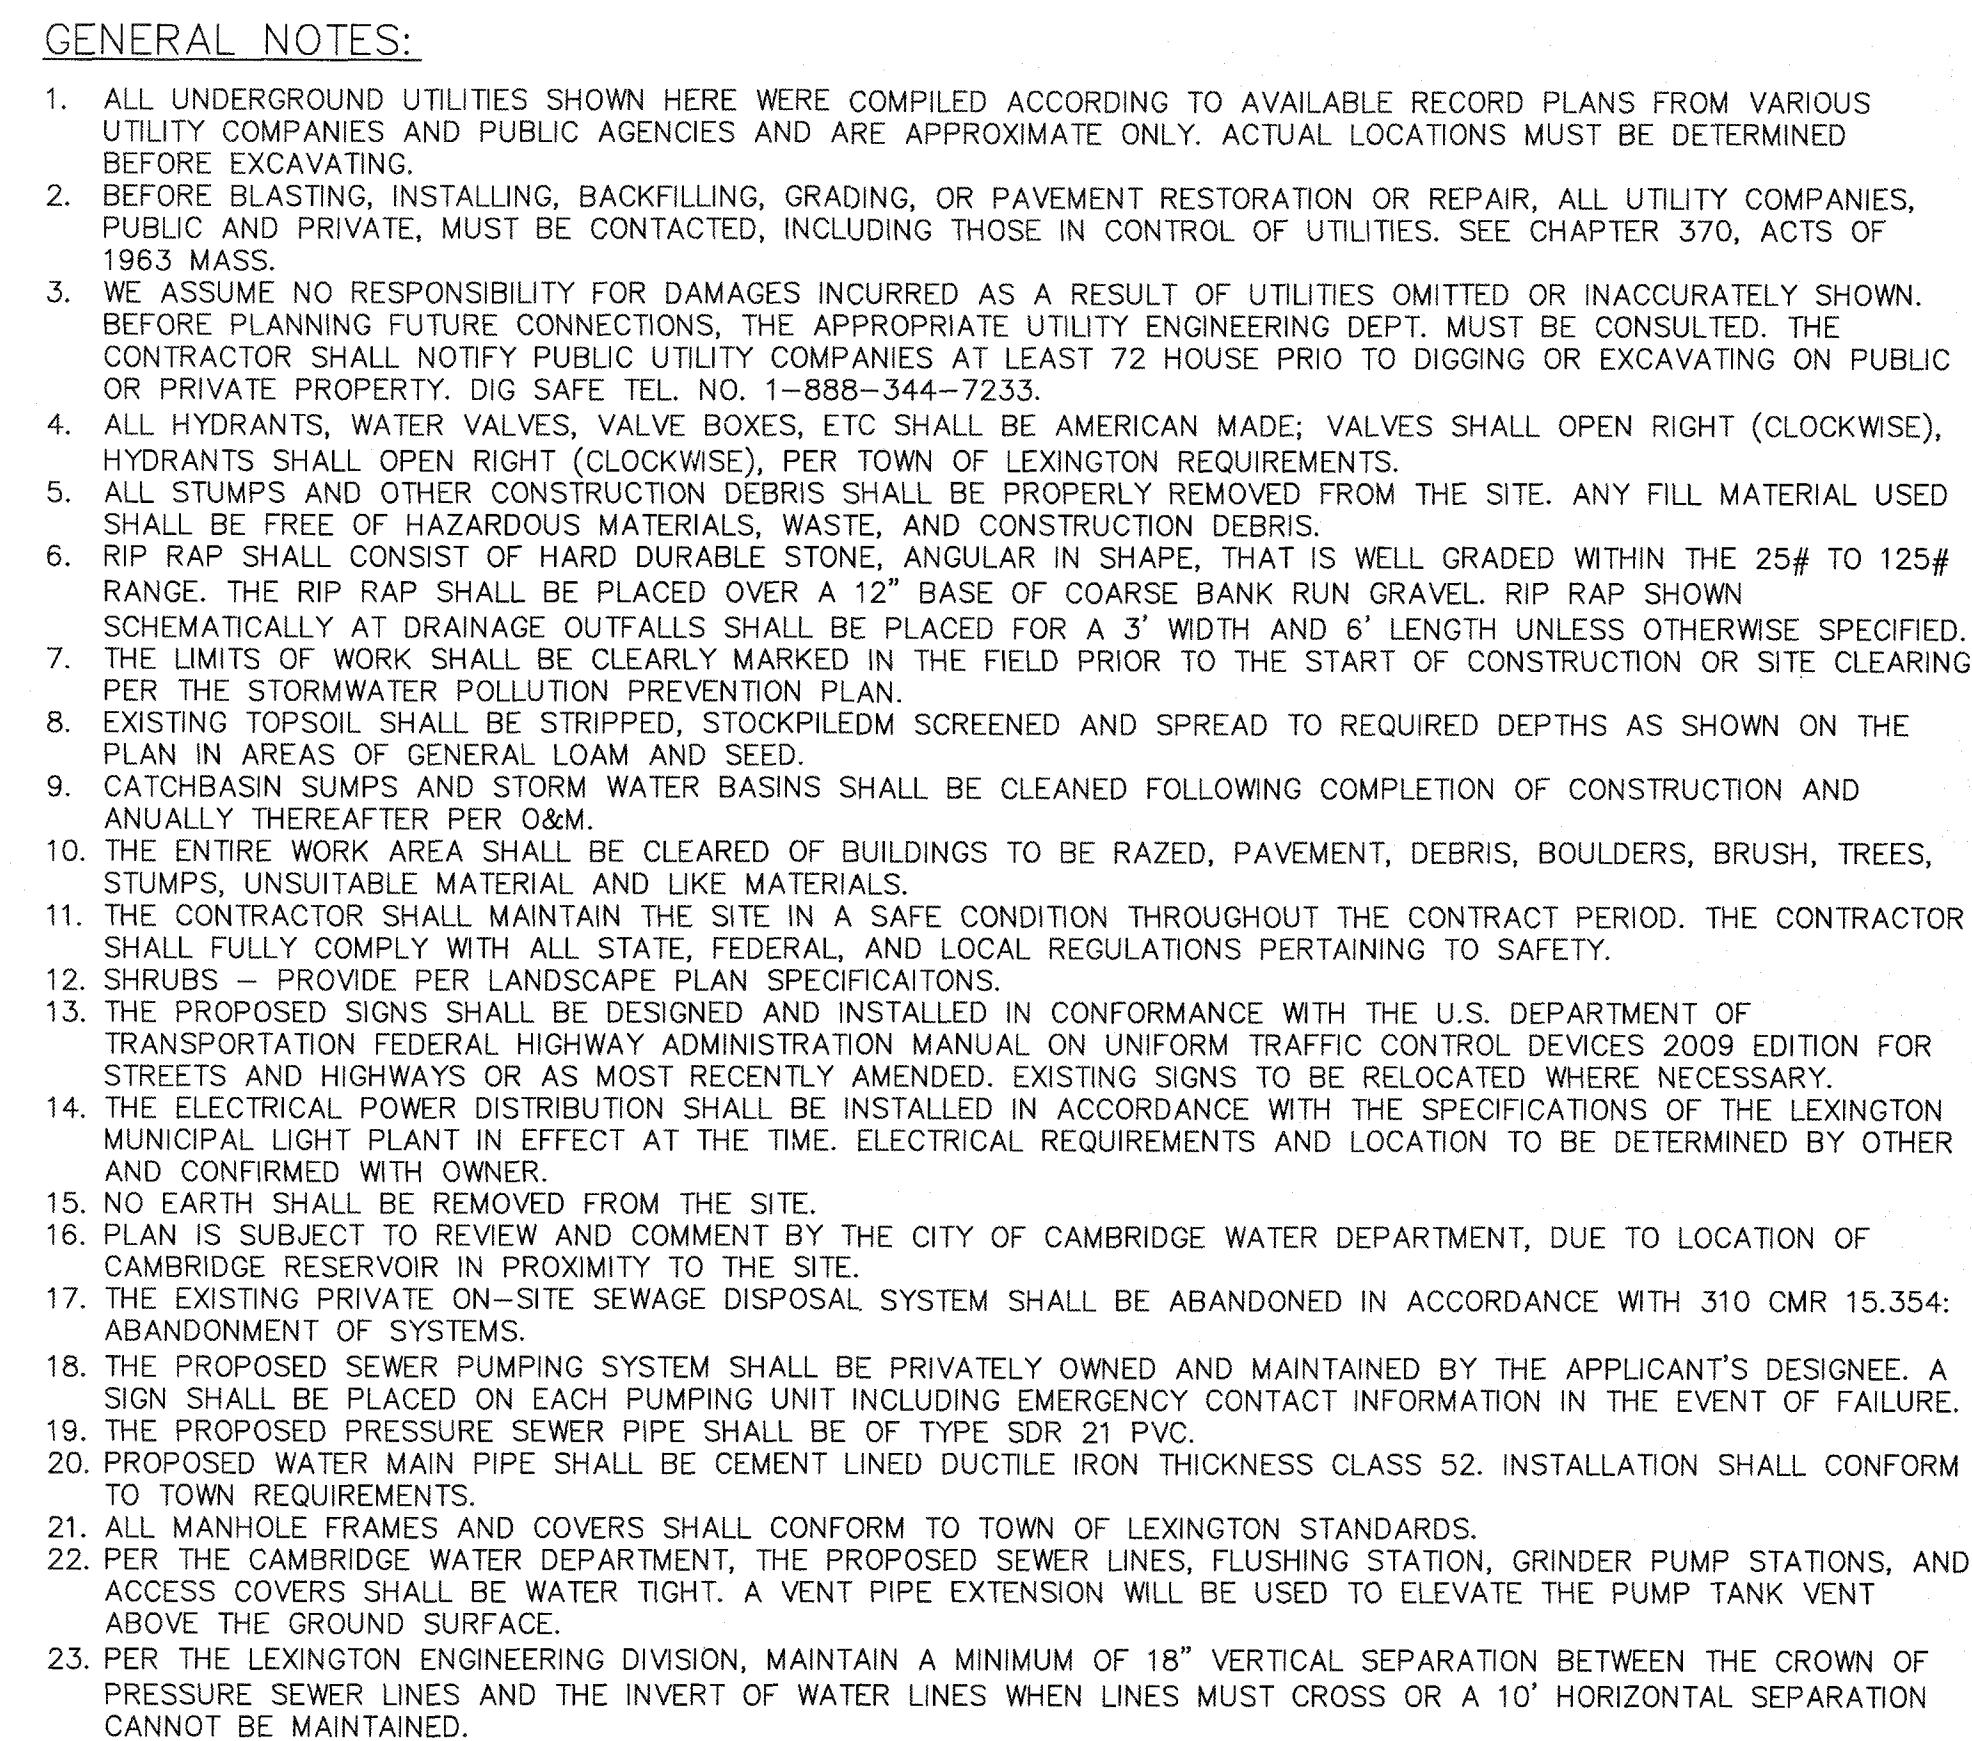 GENERAL NOTES:
1. ALL UNDERGROUND UTILITIES SHOWN HERE WERE COMPILED ACCORDING TO AVAILABLE RECORD PLANS FROM VARIOUS
UTILITY COMPANIES AND PUBLIC AGENCIES AND ARE APPROXIMATE ONLY. ACTUAL LOCATIONS MUST BE DETERMINED
BEFORE EXCAVATING.
2. BEFORE BLASTING, INSTALLING, BACKFILLING, GRADING, OR PAVEMENT RESTORATION OR REPAIR, ALL UTILITY COMPANIES,
PUBLIC AND PRIVATE, MUST BE CONTACTED, INCLUDING THOSE IN CONTROL OF UTILITIES. SEE CHAPTER 370, ACTS OF
1963 MASS.
3. WE ASSUME NO RESPONSIBILITY FOR DAMAGES INCURRED AS A RESULT OF UTILITIES OMITTED OR INACCURATELY SHOWN.
BEFORE PLANNING FUTURE CONNECTIONS, THE APPROPRIATE UTILITY ENGINEERING DEPT. MUST BE CONSULTED. THE
CONTRACTOR SHALL NOTIFY PUBLIC UTILITY COMPANIES AT LEAST 72 HOUSE PRIO TO DIGGING OR EXCAVATING ON PUBLIC
OR PRIVATE PROPERTY. DIG SAFE TEL. NO. 1-888-344-7233.
4. ALL HYDRANTS, WATER VALVES, VALVE BOXES, ETC SHALL BE AMERICAN MADE; VALVES SHALL OPEN RIGHT (CLOCKWISE),
HYDRANTS SHALL OPEN RIGHT (CLOCKWISE), PER TOWN OF LEXINGTON REQUIREMENTS.
5. ALL STUMPS AND OTHER CONSTRUCTION DEBRIS SHALL BE PROPERLY REMOVED FROM THE SITE. ANY FILL MATERIAL USED
SHALL BE FREE OF HAZARDOUS MATERIALS, WASTE, AND CONSTRUCTION DEBRIS.
6. RIP RAP SHALL CONSIST OF HARD DURABLE STONE, ANGULAR IN SHAPE, THAT IS WELL GRADED WITHIN THE 25# TO 125#
RANGE. THE RIP RAP SHALL BE PLACED OVER A 12" BASE OF COARSE BANK RUN GRAVEL. RIP RAP SHOWN
SCHEMATICALLY AT DRAINAGE OUTFALLS SHALL BE PLACED FOR A 3' WIDTH AND 6' LENGTH UNLESS OTHERWISE SPECIFIED.
7. THE LIMITS OF WORK SHALL BE CLEARLY MARKED IN THE FIELD PRIOR TO THE START OF CONSTRUCTION OR SITE CLEARING
PER THE STORMWATER POLLUTION PREVENTION PLAN.
8. EXISTING TOPSOIL SHALL BE STRIPPED, STOCKPILEDM SCREENED AND SPREAD TO REQUIRED DEPTHS AS SHOWN ON THE
PLAN IN AREAS OF GENERAL LOAM AND SEED.
9. CATCHBASIN SUMPS AND STORM WATER BASINS SHALL BE CLEANED FOLLOWING COMPLETION OF CONSTRUCTION AND
ANUALLY THEREAFTER PER O&M.
10. THE ENTIRE WORK AREA SHALL BE CLEARED OF BUILDINGS TO BE RAZED, PAVEMENT, DEBRIS, BOULDERS, BRUSH, TREES,
STUMPS, UNSUITABLE MATERIAL AND LIKE MATERIALS.
11. THE CONTRACTOR SHALL MAINTAIN THE SITE IN A SAFE CONDITION THROUGHOUT THE CONTRACT PERIOD. THE CONTRACTOR
SHALL FULLY COMPLY WITH ALL STATE, FEDERAL, AND LOCAL REGULATIONS PERTAINING TO SAFETY.
12. SHRUBS – PROVIDE PER LANDSCAPE PLAN SPECIFICAITONS.
13. THE PROPOSED SIGNS SHALL BE DESIGNED AND INSTALLED IN CONFORMANCE WITH THE U.S. DEPARTMENT OF
TRANSPORTATION FEDERAL HIGHWAY ADMINISTRATION MANUAL ON UNIFORM TRAFFIC CONTROL DEVICES 2009 EDITION FOR
STREETS AND HIGHWAYS OR AS MOST RECENTLY AMENDED. EXISTING SIGNS TO BE RELOCATED WHERE NECESSARY.
14. THE ELECTRICAL POWER DISTRIBUTION SHALL BE INSTALLED IN ACCORDANCE WITH THE SPECIFICATIONS OF THE LEXINGTON
MUNICIPAL LIGHT PLANT IN EFFECT AT THE TIME. ELECTRICAL REQUIREMENTS AND LOCATION TO BE DETERMINED BY OTHER
AND CONFIRMED WITH OWNER.
15. NO EARTH SHALL BE REMOVED FROM THE SITE.
16. PLAN IS SUBJECT TO REVIEW AND COMMENT BY THE CITY OF CAMBRIDGE WATER DEPARTMENT, DUE TO LOCATION OF
CAMBRIDGE RESERVOIR IN PROXIMITY TO THE SITE.
17. THE EXISTING PRIVATE ON-SITE SEWAGE DISPOSAL SYSTEM SHALL BE ABANDONED IN ACCORDANCE WITH 310 CMR 15.354:
ABANDONMENT OF SYSTEMS.
18. THE PROPOSED SEWER PUMPING SYSTEM SHALL BE PRIVATELY OWNED AND MAINTAINED BY THE APPLICANT'S DESIGNEE. A
SIGN SHALL BE PLACED ON EACH PUMPING UNIT INCLUDING EMERGENCY CONTACT INFORMATION IN THE EVENT OF FAILURE.
19. THE PROPOSED PRESSURE SEWER PIPE SHALL BE OF TYPE SDR 21 PVC.
20. PROPOSED WATER MAIN PIPE SHALL BE CEMENT LINED DUCTILE IRON THICKNESS CLASS 52. INSTALLATION SHALL CONFORM
TO TOWN REQUIREMENTS.
21. ALL MANHOLE FRAMES AND COVERS SHALL CONFORM TO TOWN OF LEXINGTON STANDARDS.
22. PER THE CAMBRIDGE WATER DEPARTMENT, THE PROPOSED SEWER LINES, FLUSHING STATION, GRINDER PUMP STATIONS, AND
ACCESS COVERS SHALL BE WATER TIGHT. A VENT PIPE EXTENSION WILL BE USED TO ELEVATE THE PUMP TANK VENT
ABOVE THE GROUND SURFACE.
23. PER THE LEXINGTON ENGINEERING DIVISION, MAINTAIN A MINIMUM OF 18" VERTICAL SEPARATION BETWEEN THE CROWN OF
PRESSURE SEWER LINES AND THE INVERT OF WATER LINES WHEN LINES MUST CROSS OR A 10' HORIZONTAL SEPARATION
CANNOT BE MAINTAINED.